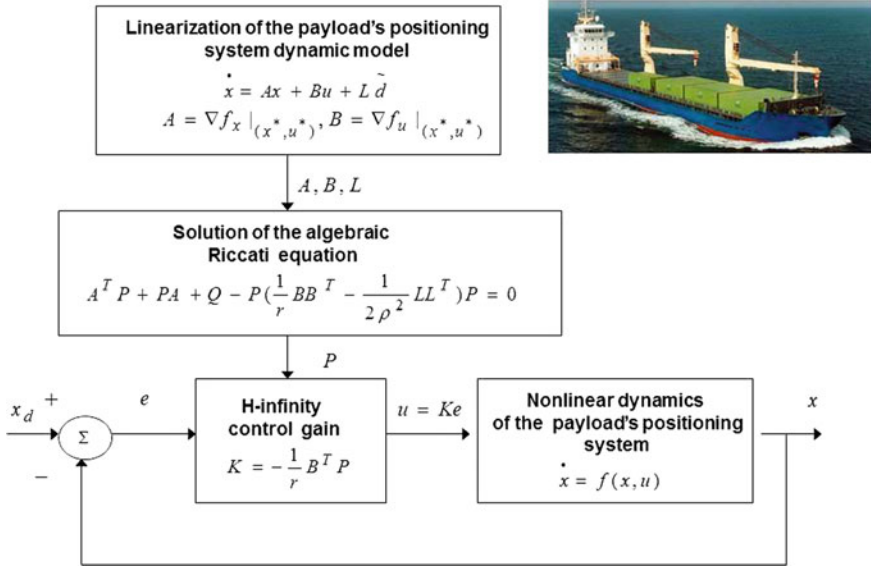 Linearization of the payload's positioning
system dynamic model
ẋ = Ax + Bu + L d̃
A = ∇f_x |_(x*,u*), B = ∇f_u |_(x*,u*)
A, B, L
Solution of the algebraic
Riccati equation
A^T P + PA + Q − P(1/r BB^T − 1/(2ρ^2) LL^T)P = 0
P
x_d
+
−
Σ
e
H-infinity
control gain
K = −1/r B^T P
u = Ke
Nonlinear dynamics
of the payload's positioning
system
ẋ = f(x,u)
x